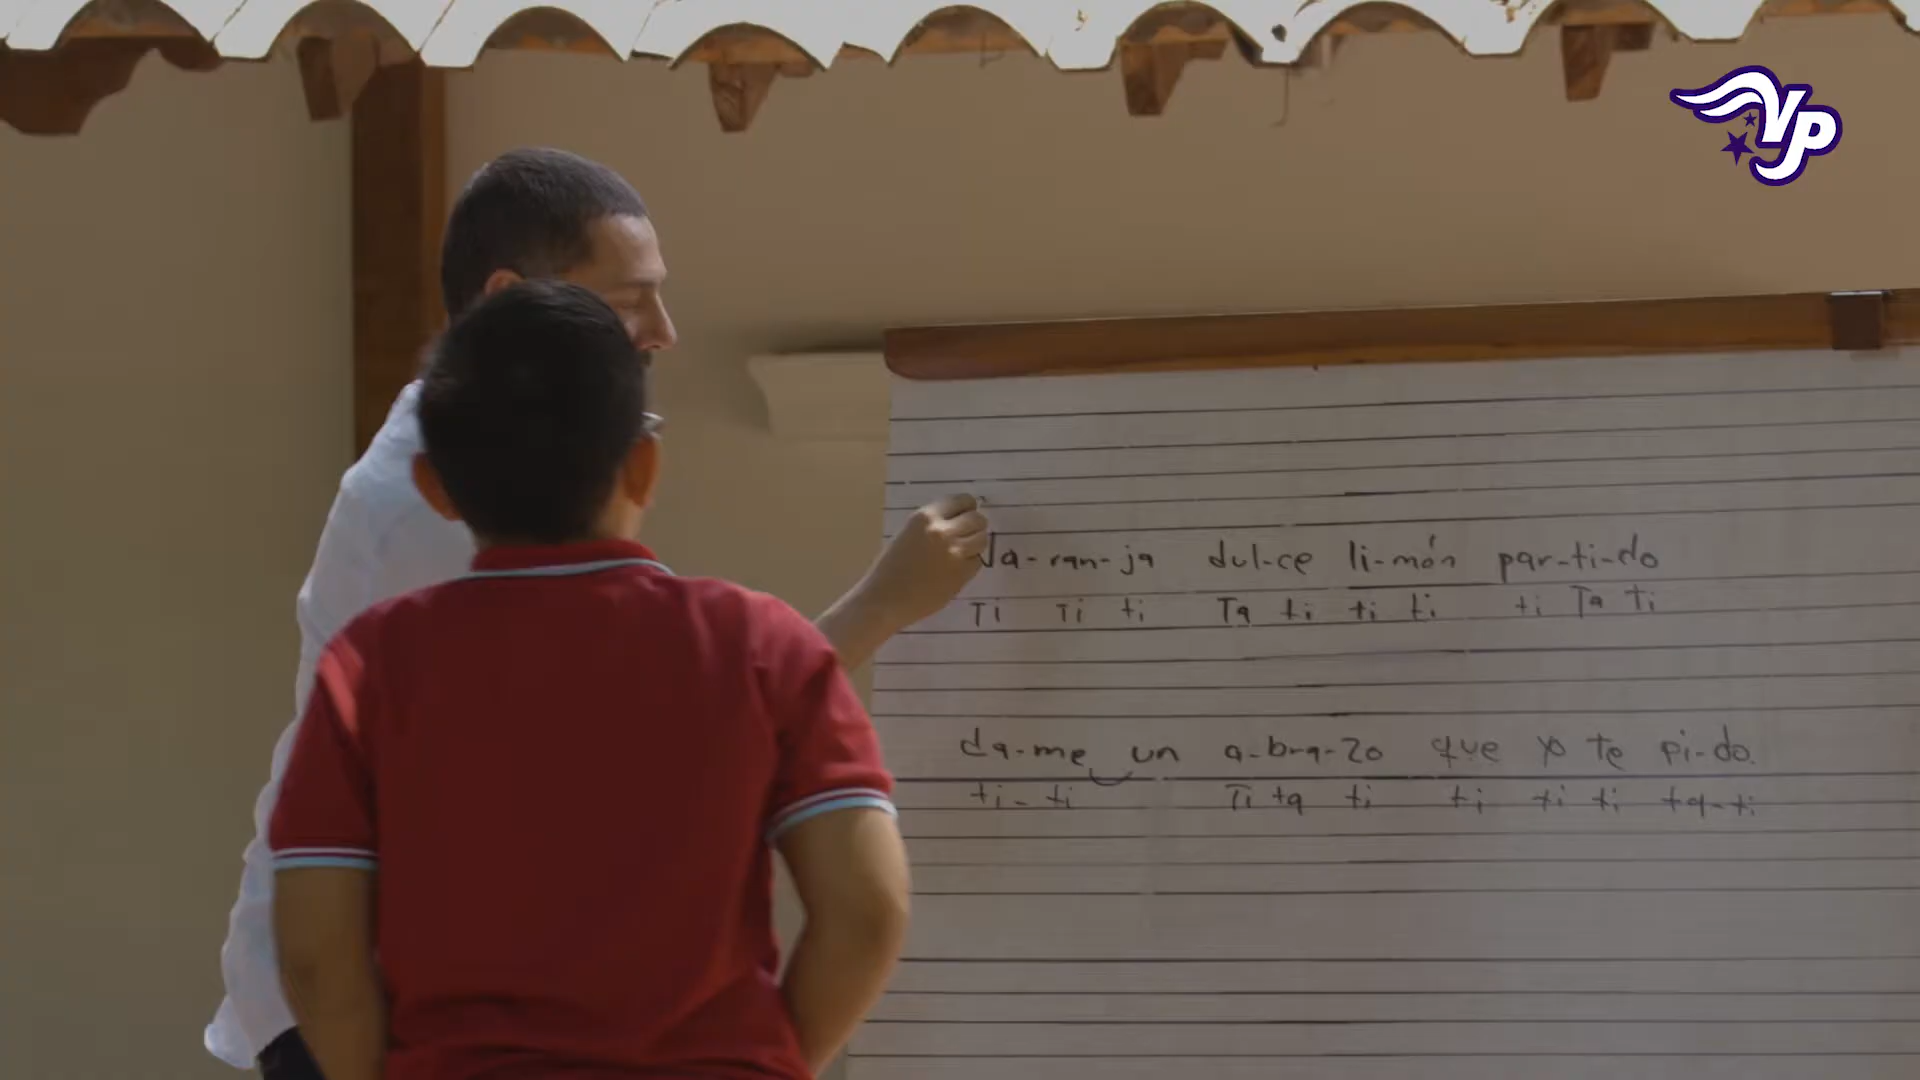 VP
Na-ran-ja dul-ce li-món par-ti-do
Ti Ti ti Ta ti ti ti ti Ta ti
da-me un a-bra-zo que yo te pi-do.
ti-ti Ti ta ti ti ti ti ta-ti